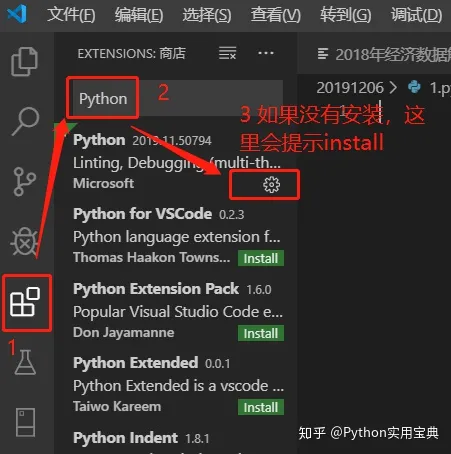 文件(F) 编辑(E) 选择(S) 查看(V) 转到(G) 调试(D)
EXTENSIONS: 商店
2018年经济数据
20191206 > 1.p
Python
2
3 如果没有安装，这
里会提示install
Python 2019.11.50794
Linting, Debugging (multi-th...
Microsoft
Python for VSCode 0.2.3
Python language extension f...
Thomas Haakon Towns... Install
1
Python Extension Pack 1.6.0
Popular Visual Studio Code e...
Don Jayamanne Install
Python Extended 0.0.1
Python Extended is a vscode ...
Taiwo Kareem Install
Python Indent 1.8.1
知乎 @Python实用宝典